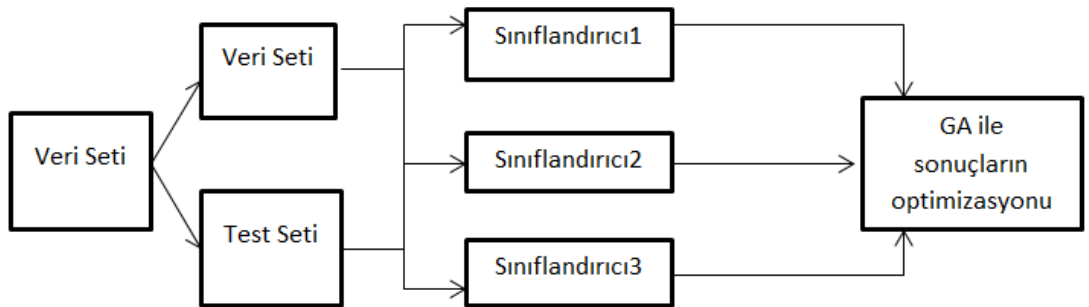 Veri Seti
Veri Seti
Test Seti
Sınıflandırıcı1
Sınıflandırıcı2
Sınıflandırıcı3
GA ile
sonuçların
optimizasyonu